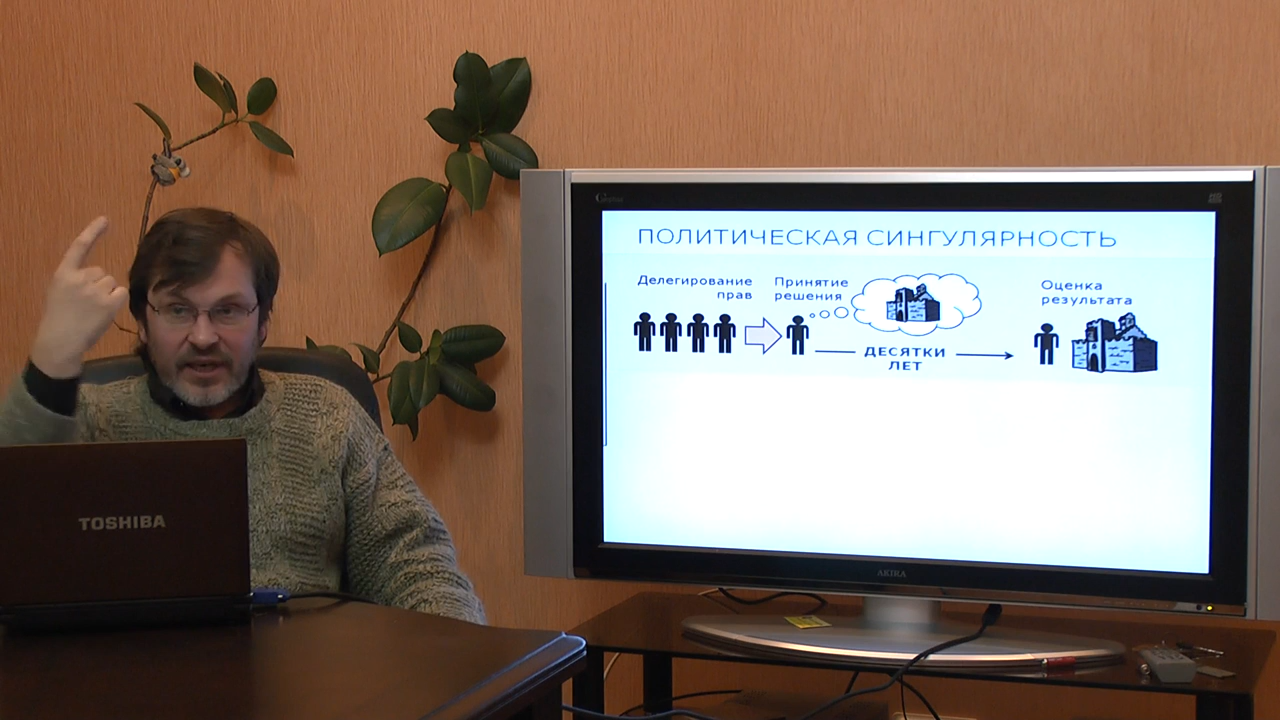 ПОЛИТИЧЕСКАЯ СИНГУЛЯРНОСТЬ
Делегирование
прав
Принятие
решения
ДЕСЯТКИ
ЛЕТ
Оценка
результата
TOSHIBA
AKIRA